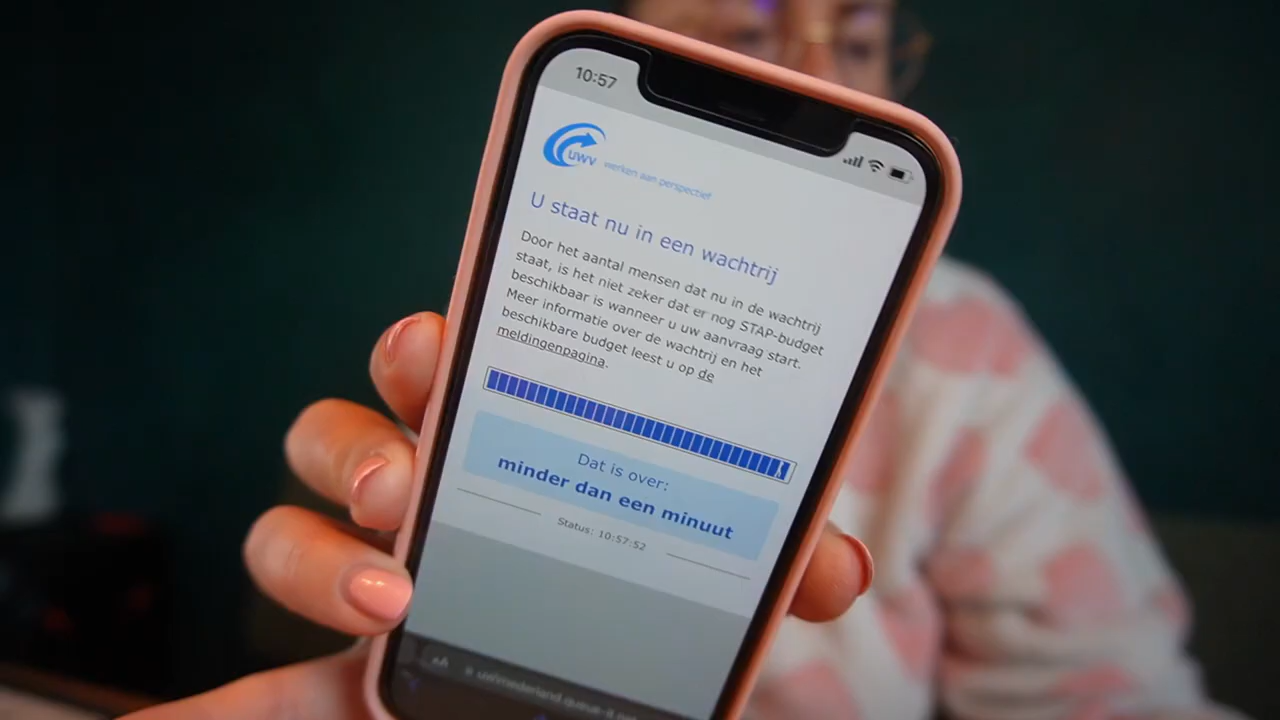 10:57
uwv werken aan perspectief
U staat nu in een wachtrij
Door het aantal mensen dat nu in de wachtrij
staat, is het niet zeker dat er nog STAP-budget
beschikbaar is wanneer u uw aanvraag start.
Meer informatie over de wachtrij en het
beschikbare budget leest u op de
meldingenpagina.
Dat is over:
minder dan een minuut
Status: 10:57:52
AA